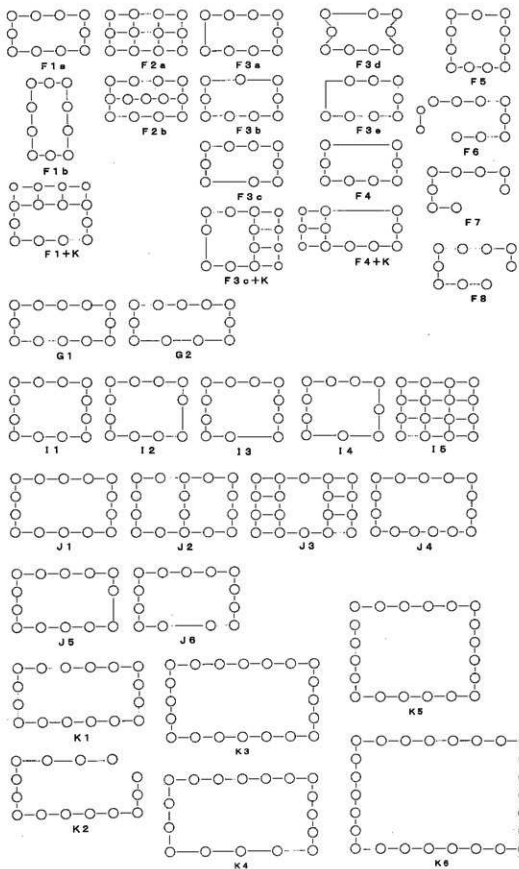 F1a F2a F3a F3d F5
F1b F2b F3b F3e F6
F3c F4 F7
F1+K F3c+K F4+K F8
G1 G2
I1 I2 I3 I4 I5
J1 J2 J3 J4
J5 J6
K1 K3 K5
K2 K4 K6